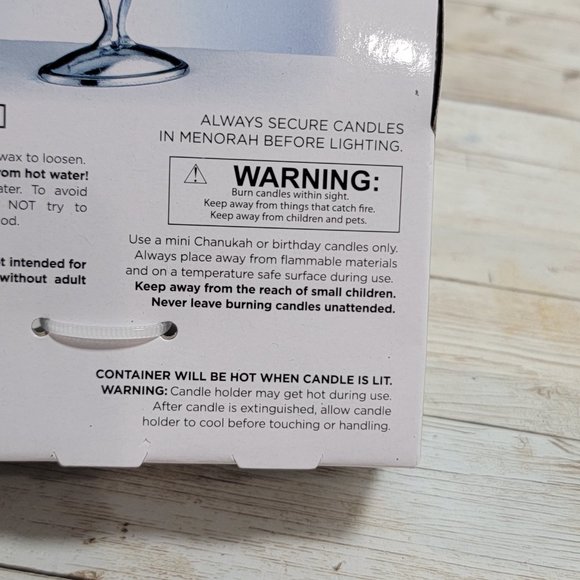 ALWAYS SECURE CANDLES
IN MENORAH BEFORE LIGHTING.
wax to loosen.
from hot water!
To avoid
NOT try to
WARNING:
Burn candles within sight.
Keep away from things that catch fire.
Keep away from children and pets.
Use a mini Chanukah or birthday candles only.
Always place away from flammable materials
and on a temperature safe surface during use.
Keep away from the reach of small children.
Never leave burning candles unattended.
intended for
without adult
CONTAINER WILL BE HOT WHEN CANDLE IS LIT.
WARNING: Candle holder may get hot during use.
After candle is extinguished, allow candle
holder to cool before touching or handling.